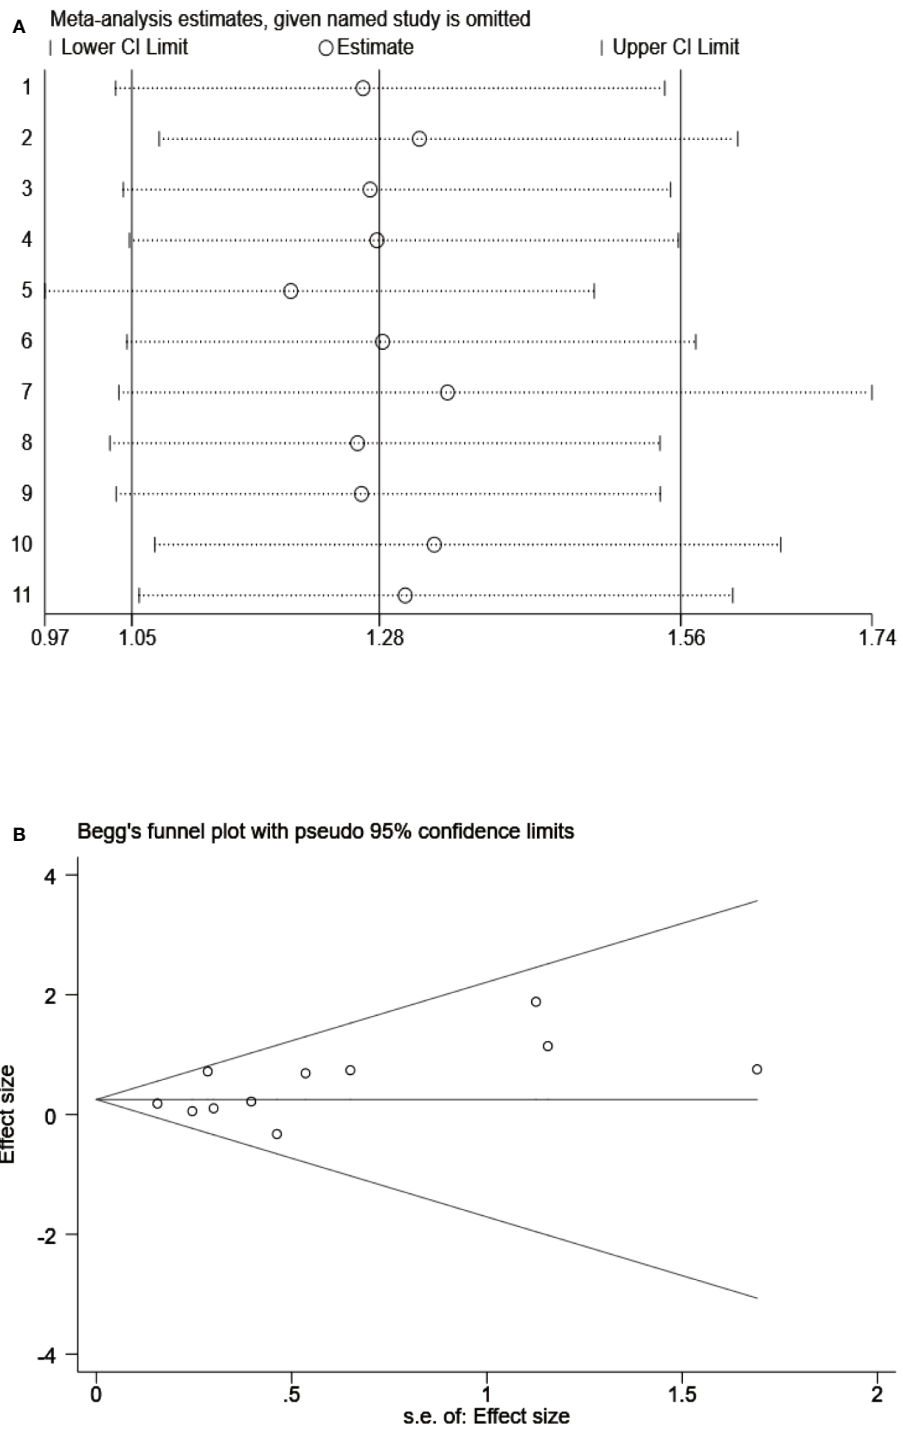 A Meta-analysis estimates, given named study is omitted
Lower CI Limit Estimate Upper CI Limit
1
2
3
4
5
6
7
8
9
10
11
0.97 1.05 1.28 1.56 1.74
B Begg's funnel plot with pseudo 95% confidence limits
Effect size
4
2
0
-2
-4
0 .5 1 1.5 2
s.e. of: Effect size